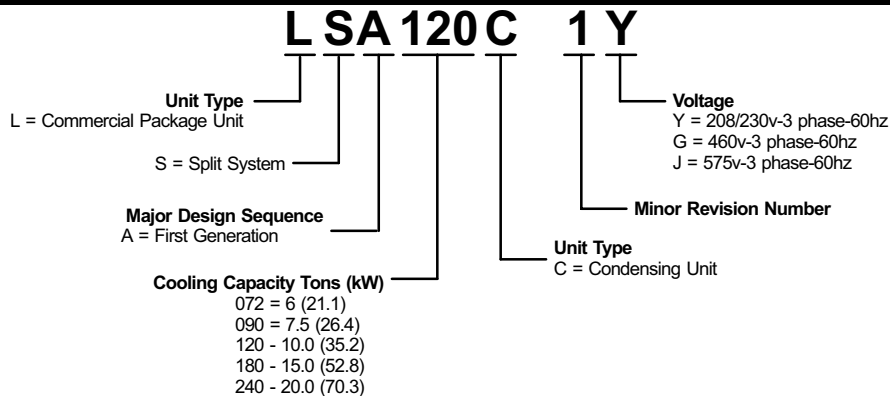 L S A 120 C 1 Y
Unit Type
L = Commercial Package Unit
S = Split System
Major Design Sequence
A = First Generation
Cooling Capacity Tons (kW)
072 = 6 (21.1)
090 = 7.5 (26.4)
120 - 10.0 (35.2)
180 - 15.0 (52.8)
240 - 20.0 (70.3)
Voltage
Y = 208/230v-3 phase-60hz
G = 460v-3 phase-60hz
J = 575v-3 phase-60hz
Minor Revision Number
Unit Type
C = Condensing Unit